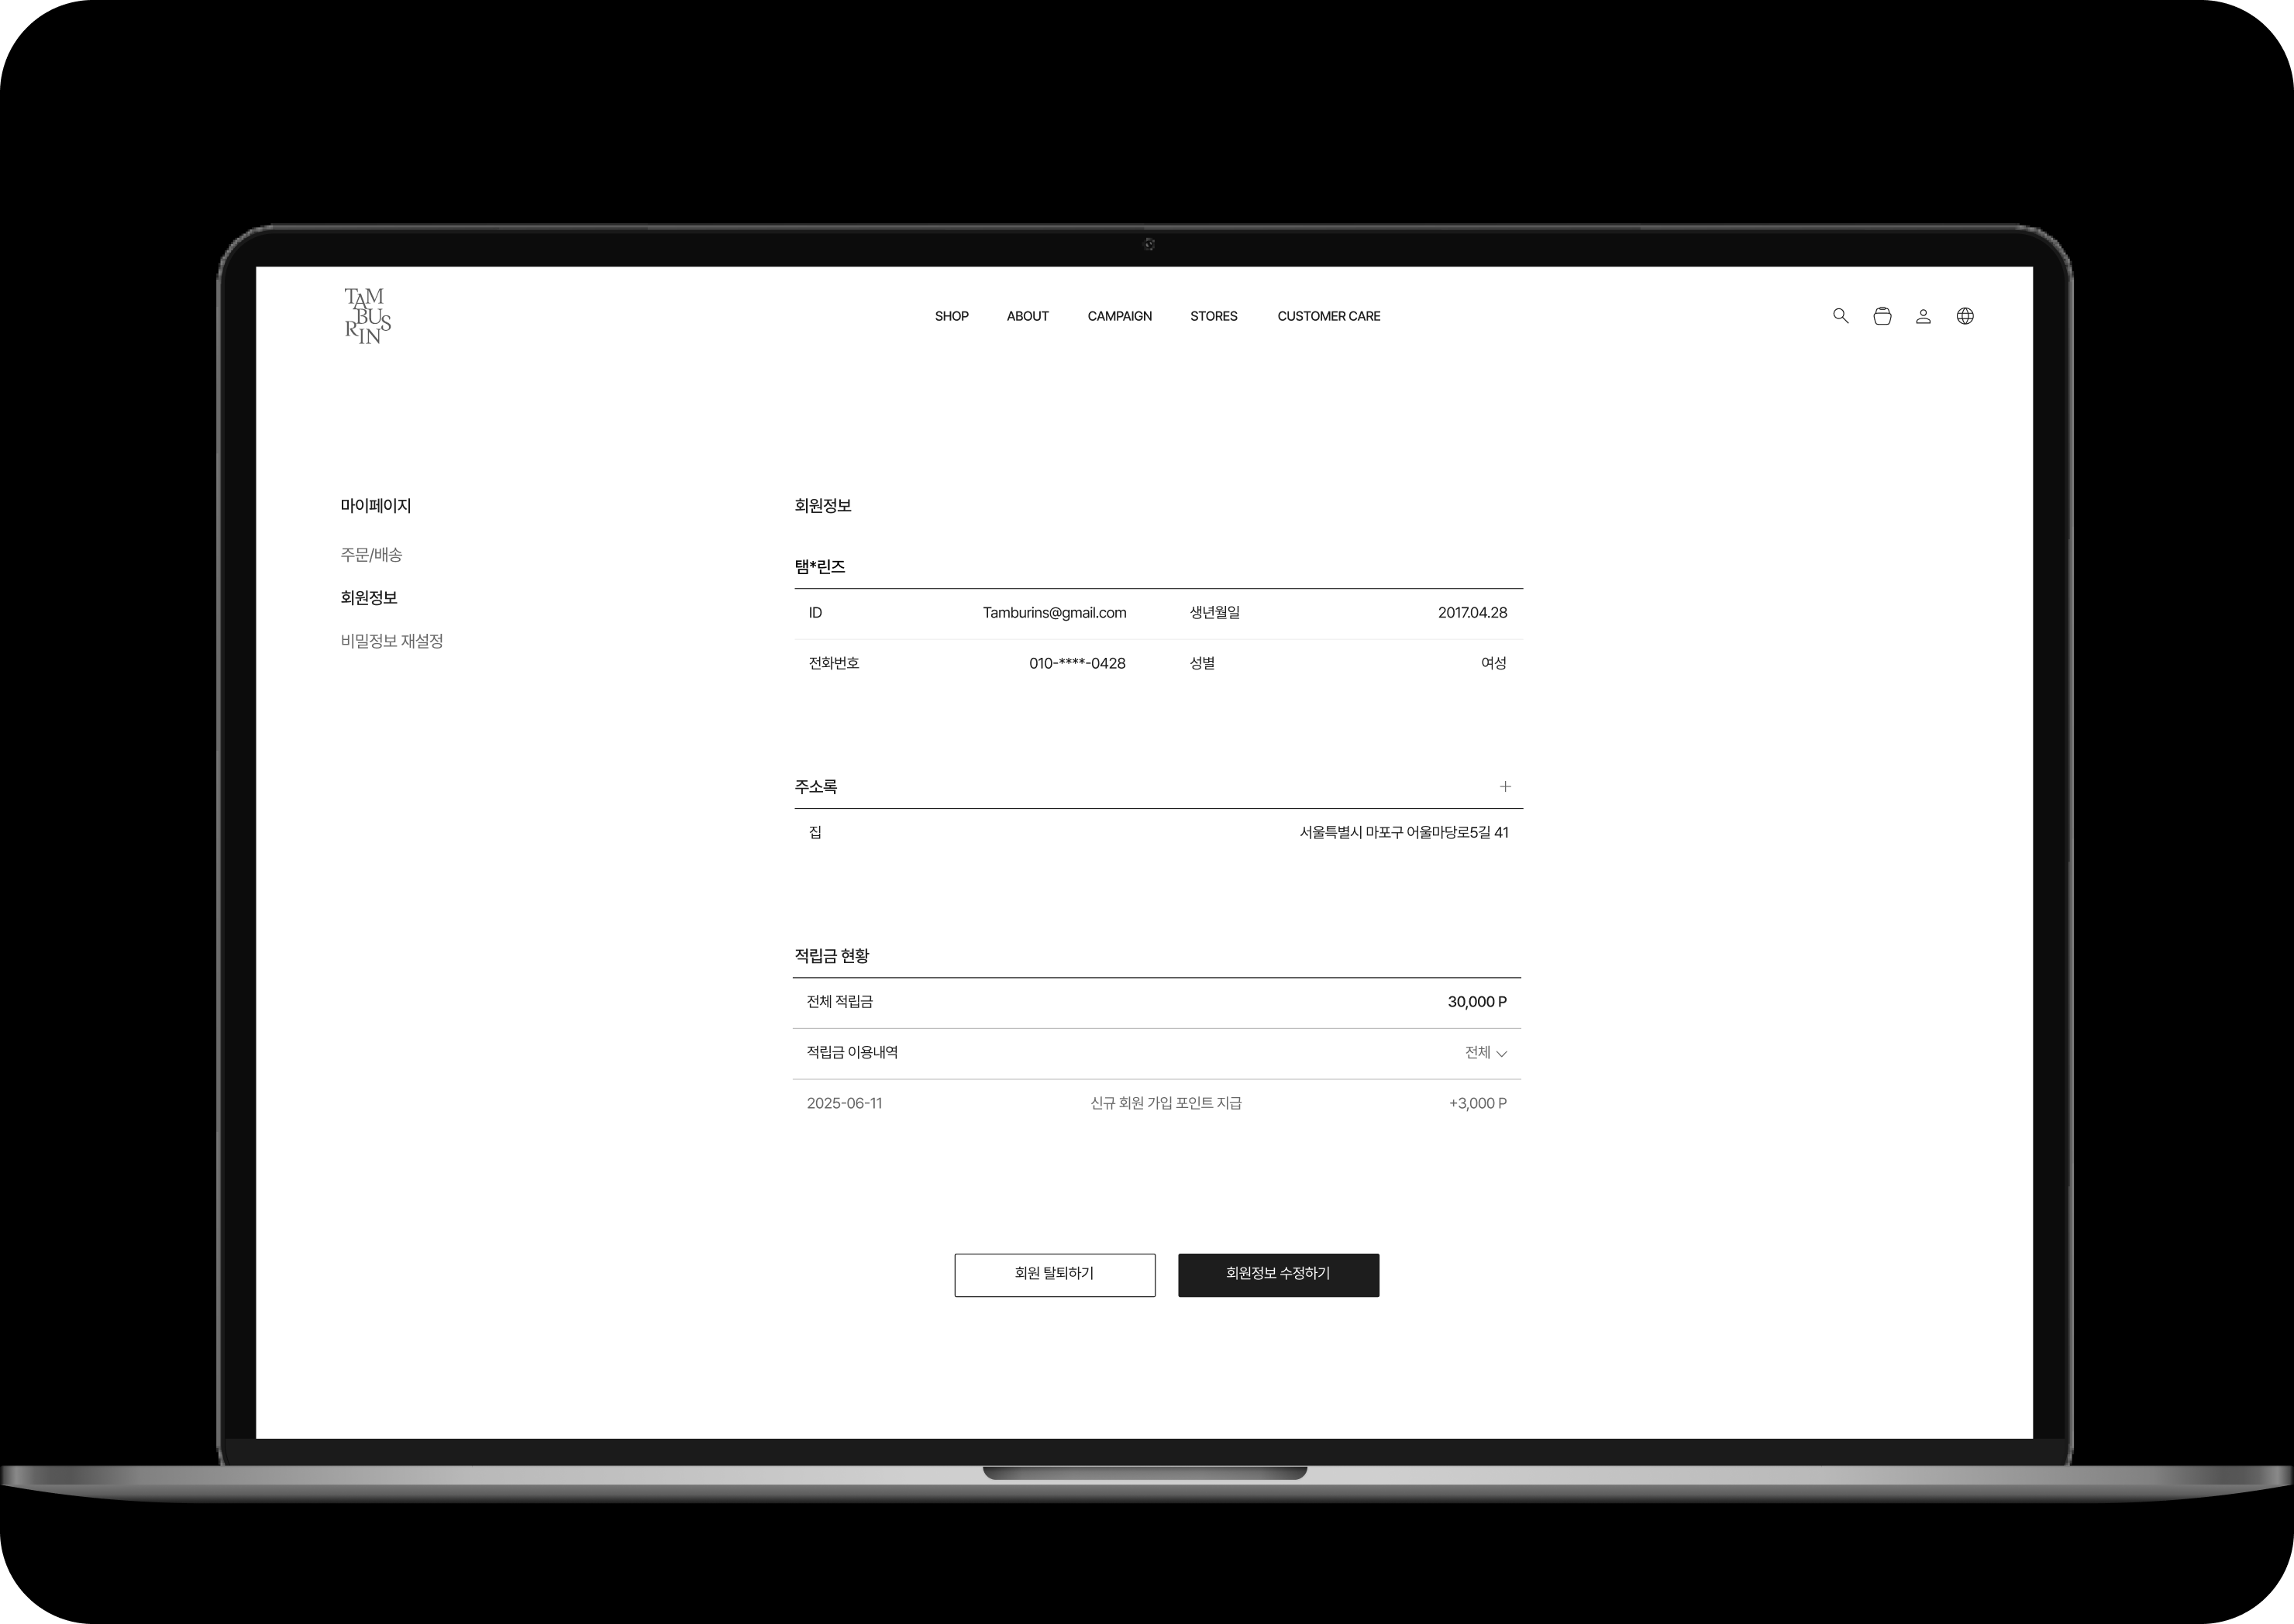 TAM
BUS
RIN
SHOP ABOUT CAMPAIGN STORES CUSTOMER CARE
마이페이지
주문/배송
회원정보
비밀정보 재설정
회원정보
탬*린즈
ID Tamburins@gmail.com 생년월일 2017.04.28
전화번호 010-****-0428 성별 여성
주소록 +
집 서울특별시 마포구 어울마당로5길 41
적립금 현황
전체 적립금 30,000 P
적립금 이용내역 전체
2025-06-11 신규 회원 가입 포인트 지급 +3,000 P
회원 탈퇴하기 회원정보 수정하기